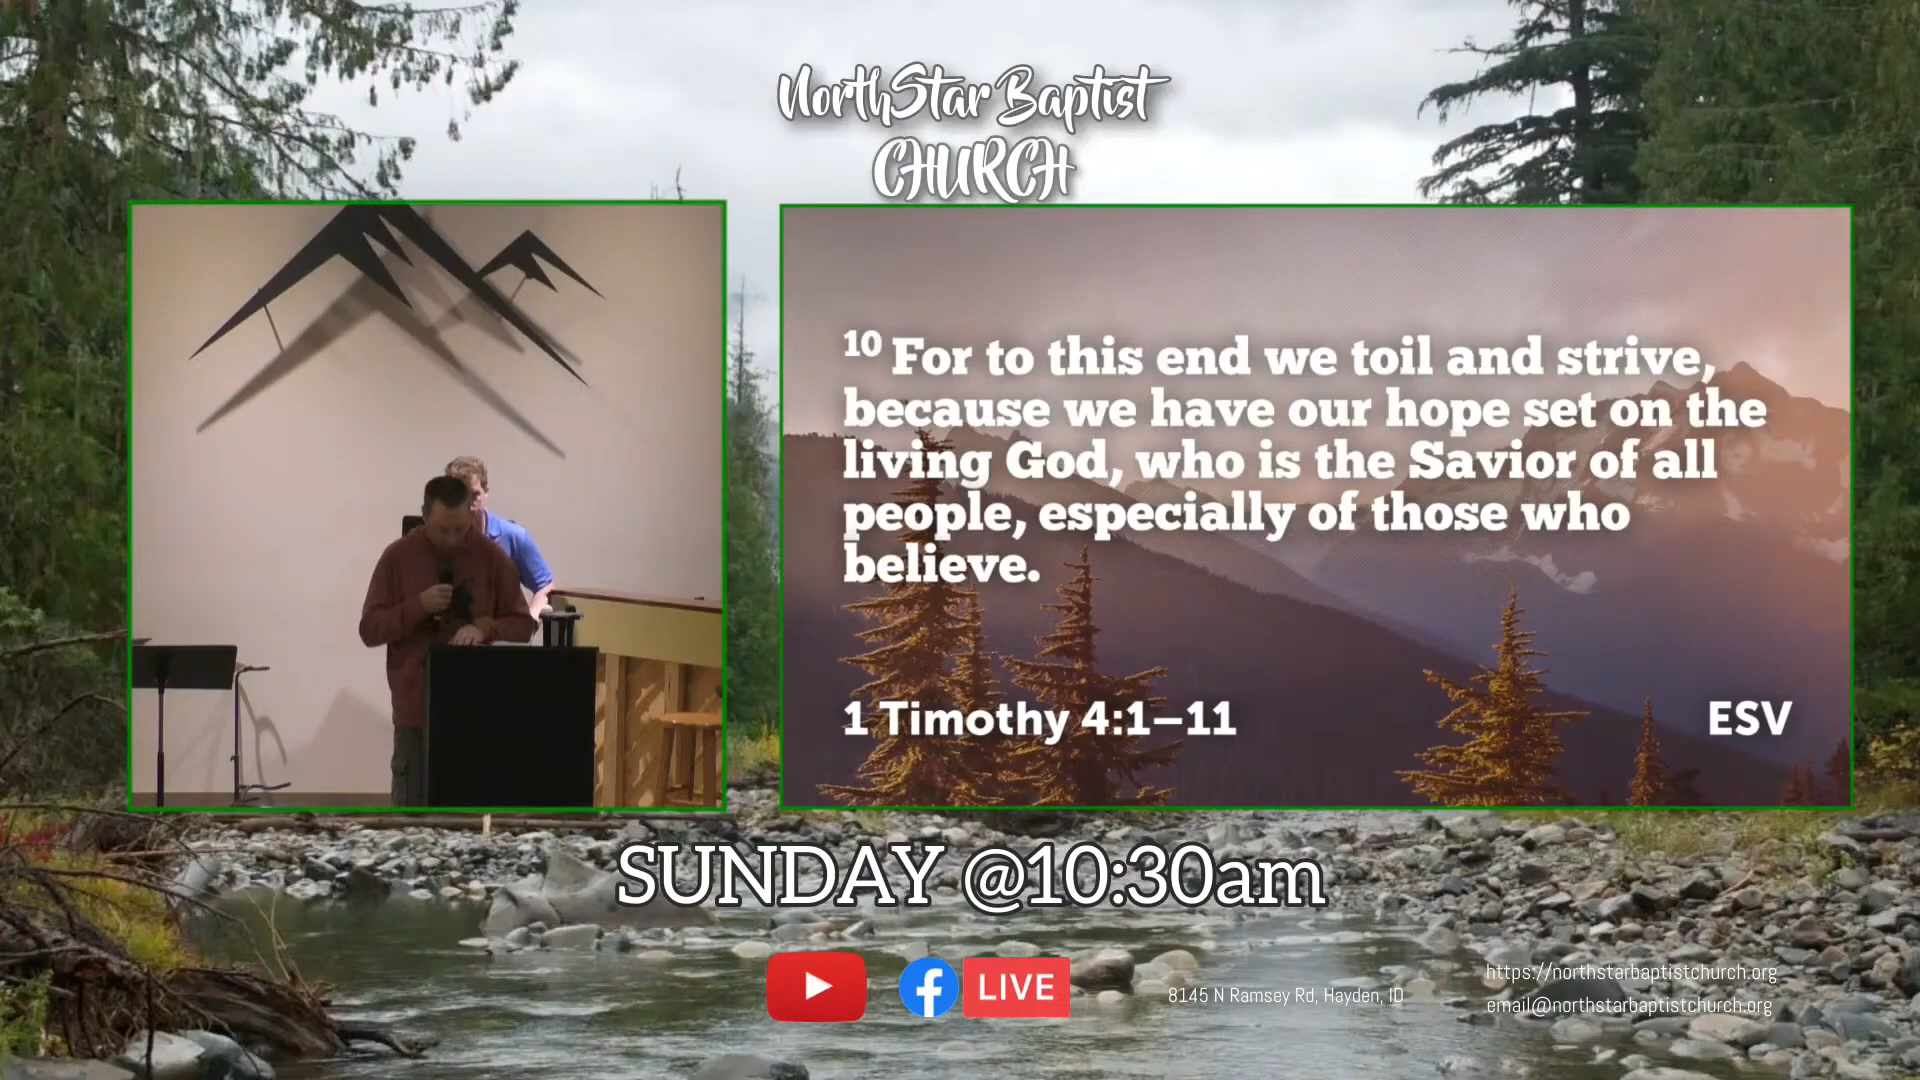 NorthStar Baptist
CHURCH
10 For to this end we toil and strive,
because we have our hope set on the
living God, who is the Savior of all
people, especially of those who
believe.
1 Timothy 4:1–11
ESV
SUNDAY @10:30am
LIVE
8145 N Ramsey Rd, Hayden, ID
https://northstarbaptistchurch.org
email@northstarbaptistchurch.org